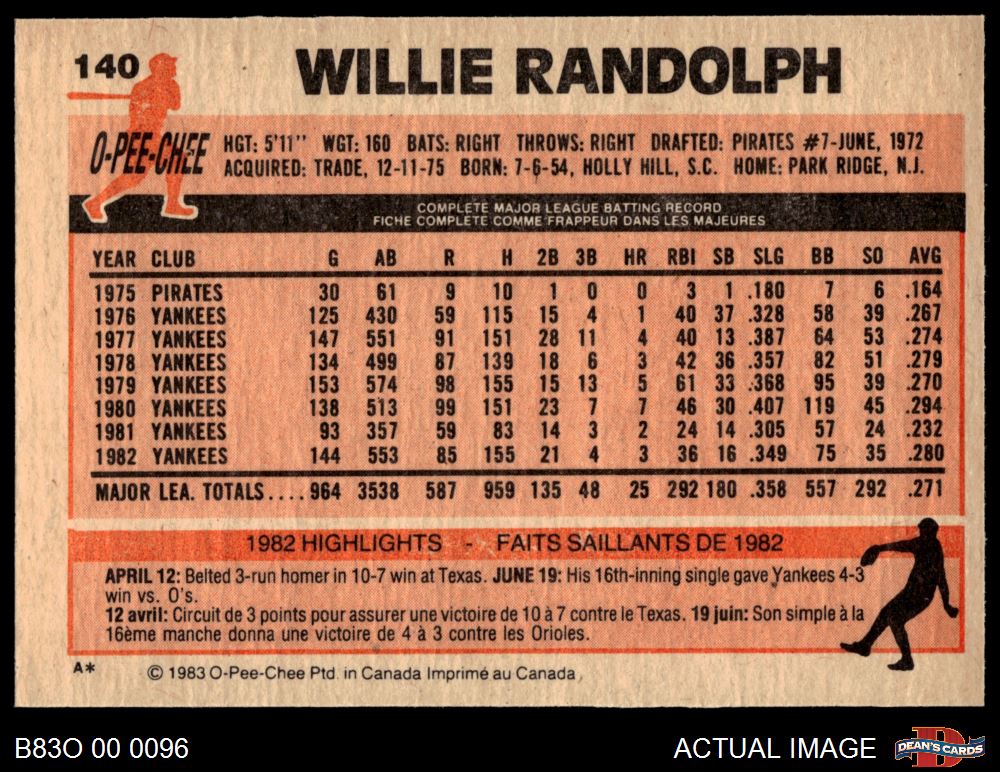 140
WILLIE RANDOLPH
O-PEE-CHEE
HGT: 5'11'' WGT: 160 BATS: RIGHT THROWS: RIGHT DRAFTED: PIRATES #7-JUNE, 1972
ACQUIRED: TRADE, 12-11-75 BORN: 7-6-54, HOLLY HILL, S.C. HOME: PARK RIDGE, N.J.
COMPLETE MAJOR LEAGUE BATTING RECORD
FICHE COMPLETE COMME FRAPPEUR DANS LES MAJEURES
YEAR CLUB G AB R H 2B 3B HR RBI SB SLG BB SO AVG
1975 PIRATES 30 61 9 10 1 0 0 3 1 .180 7 6 .164
1976 YANKEES 125 430 59 115 15 4 1 40 37 .328 58 39 .267
1977 YANKEES 147 551 91 151 28 11 4 40 13 .387 64 53 .274
1978 YANKEES 134 499 87 139 18 6 3 42 36 .357 82 51 .279
1979 YANKEES 153 574 98 155 15 13 5 61 33 .368 95 39 .270
1980 YANKEES 138 513 99 151 23 7 7 46 30 .407 119 45 .294
1981 YANKEES 93 357 59 83 14 3 2 24 14 .305 57 24 .232
1982 YANKEES 144 553 85 155 21 4 3 36 16 .349 75 35 .280
MAJOR LEA. TOTALS.... 964 3538 587 959 135 48 25 292 180 .358 557 292 .271
1982 HIGHLIGHTS - FAITS SAILLANTS DE 1982
APRIL 12: Belted 3-run homer in 10-7 win at Texas. JUNE 19: His 16th-inning single gave Yankees 4-3
win vs. O's.
12 avril: Circuit de 3 points pour assurer une victoire de 10 à 7 contre le Texas. 19 juin: Son simple à la
16ème manche donna une victoire de 4 à 3 contre les Orioles.
A* © 1983 O-Pee-Chee Ptd. in Canada Imprimé au Canada
B83O 00 0096
ACTUAL IMAGE
D
DEAN'S CARDS